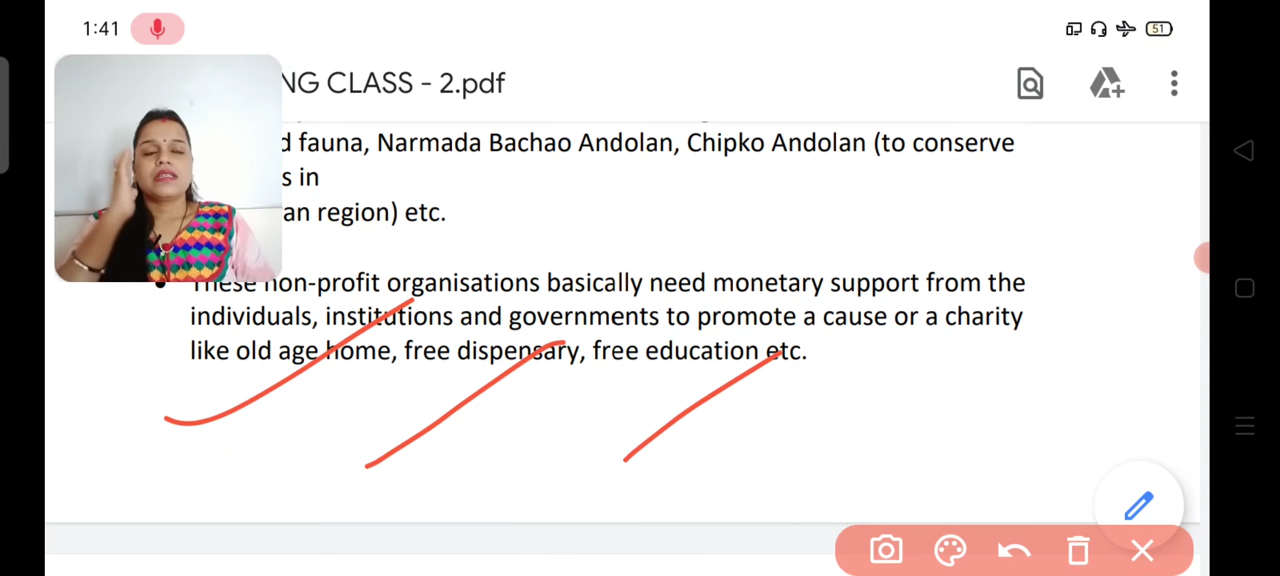 1:41
51
NG CLASS - 2.pdf
d fauna, Narmada Bachao Andolan, Chipko Andolan (to conserve
s in
an region) etc.
These non-profit organisations basically need monetary support from the
individuals, institutions and governments to promote a cause or a charity
like old age home, free dispensary, free education etc.